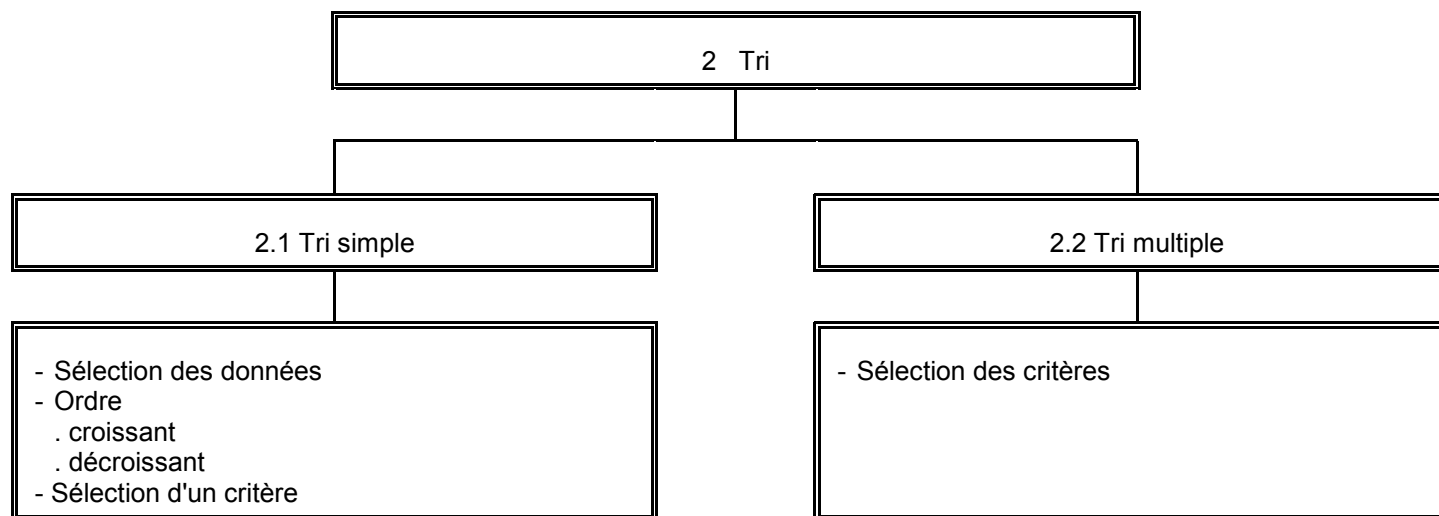 2 Tri
2.1 Tri simple
2.2 Tri multiple
- Sélection des données
- Ordre
. croissant
. décroissant
- Sélection d'un critère
- Sélection des critères